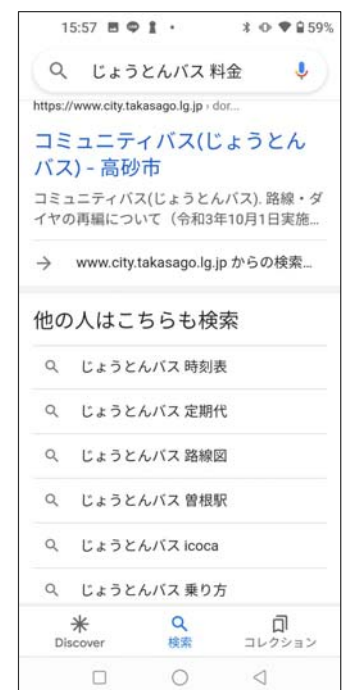 15:57
59%
じょうとんバス 料金
https://www.city.takasago.lg.jp › dor...
コミュニティバス(じょうとん
バス) - 高砂市
コミュニティバス(じょうとんバス). 路線・ダ
イヤの再編について（令和3年10月1日実施...
www.city.takasago.lg.jp からの検索...
他の人はこちらも検索
じょうとんバス 時刻表
じょうとんバス 定期代
じょうとんバス 路線図
じょうとんバス 曽根駅
じょうとんバス icoca
じょうとんバス 乗り方
Discover
検索
コレクション